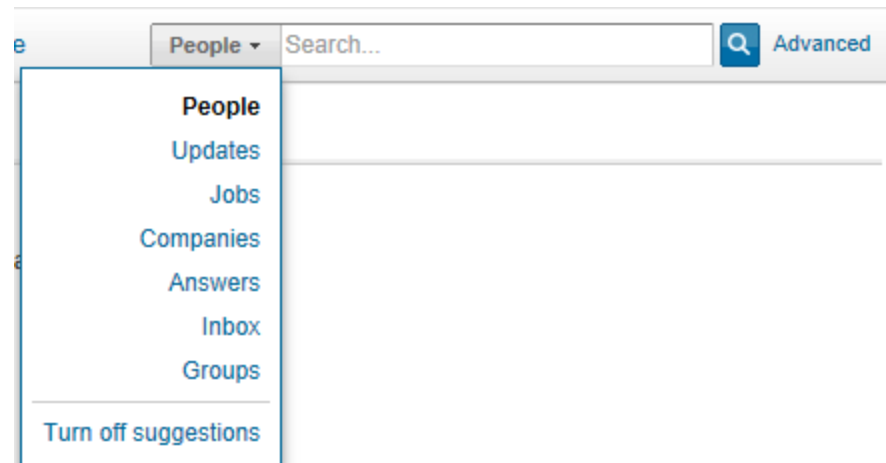 e People Search... Advanced
People
Updates
Jobs
Companies
Answers
Inbox
Groups
Turn off suggestions